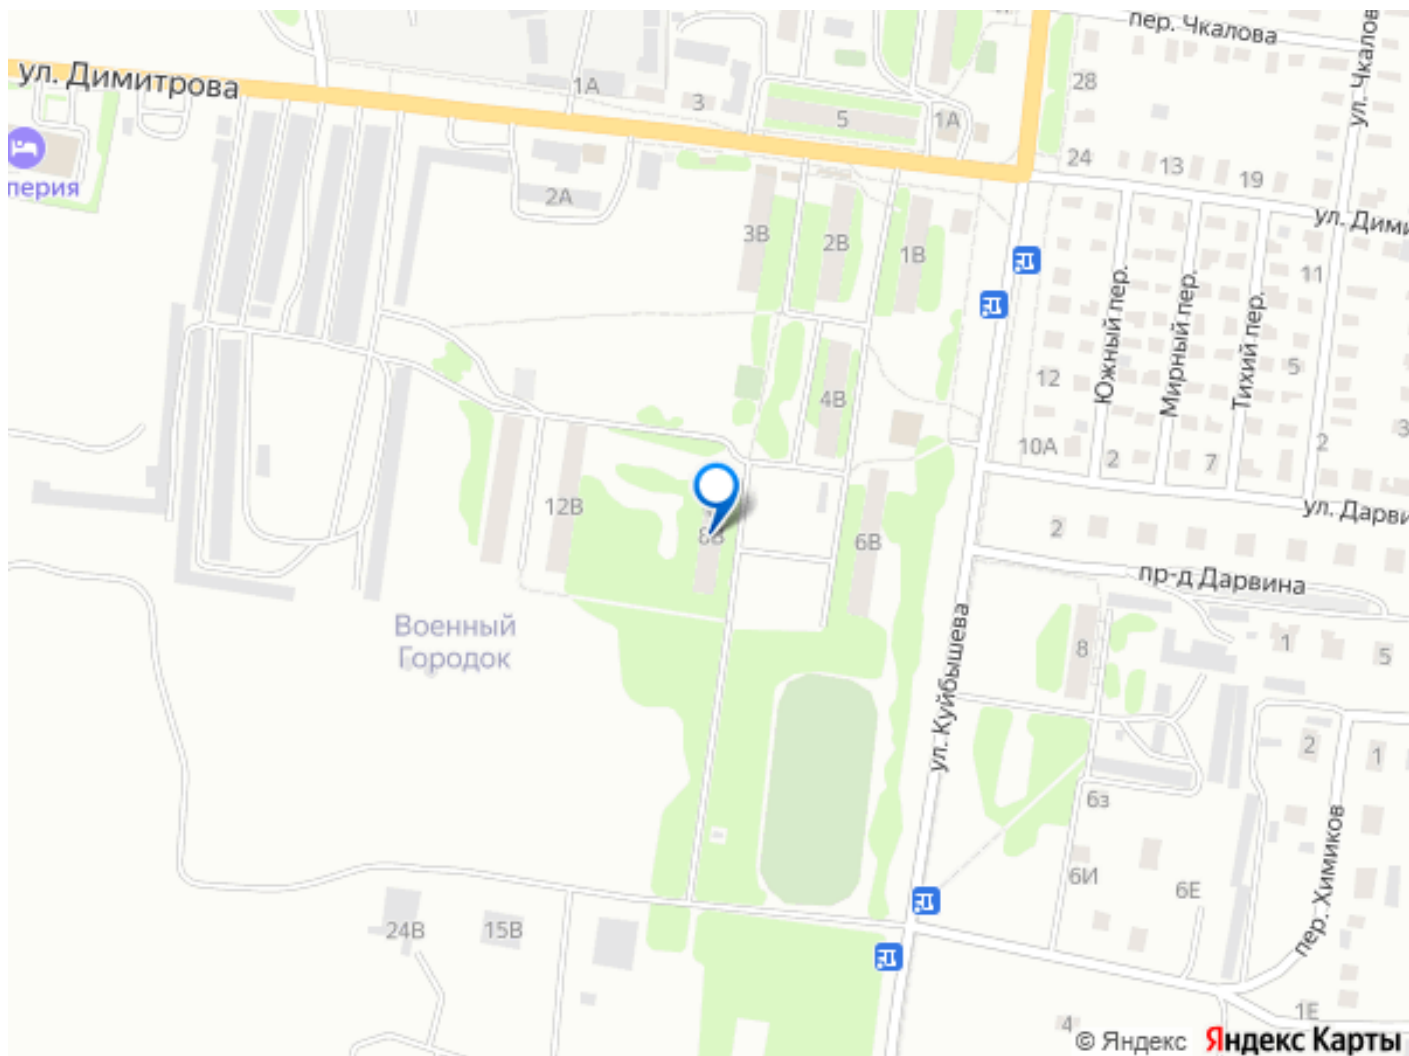 пер. Чкалова
ул. Чкалов
ул. Димитрова
28
1А
3
5
1А
24
13
19
перия
2А
ул. Дими
3В
2В
1В
11
Южный пер.
Мирный пер.
Тихий пер.
5
12
4В
3
10А
2
7
2
12В
8В
6В
2
ул. Дарви
пр-д Дарвина
Военный
Городок
ул. Куйбышева
8
1
5
2
1
6з
пер. Химиков
6И
6Е
24В
15В
4
1Е
© Яндекс Яндекс Карты